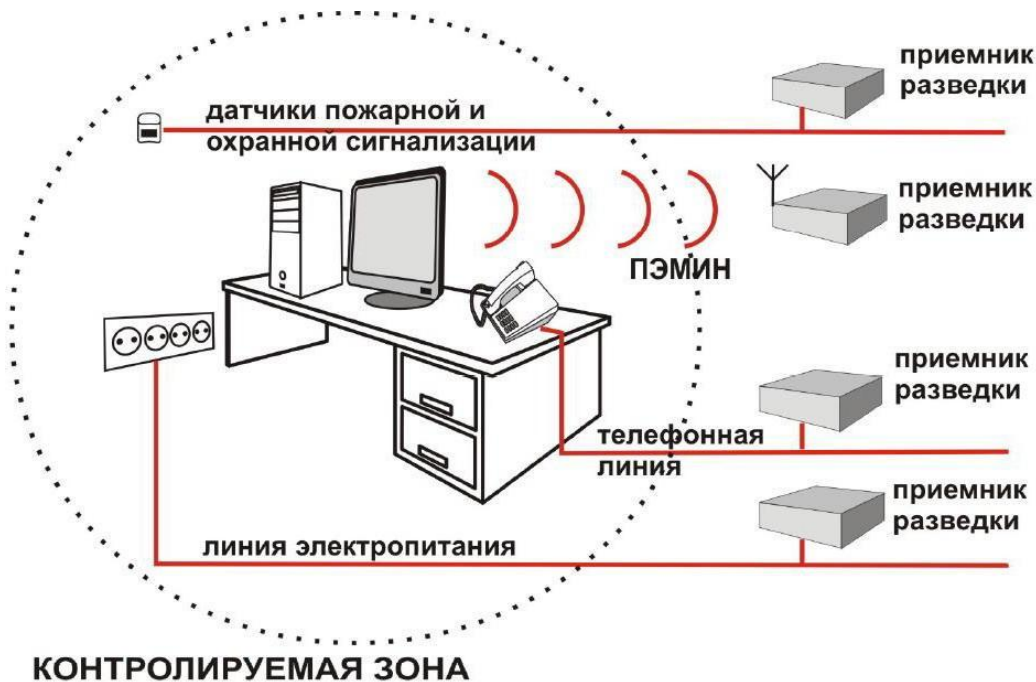 приемник
разведки
датчики пожарной и
охранной сигнализации
приемник
разведки
ПЭМИН
приемник
разведки
телефонная
линия
приемник
разведки
линия электропитания
КОНТРОЛИРУЕМАЯ ЗОНА